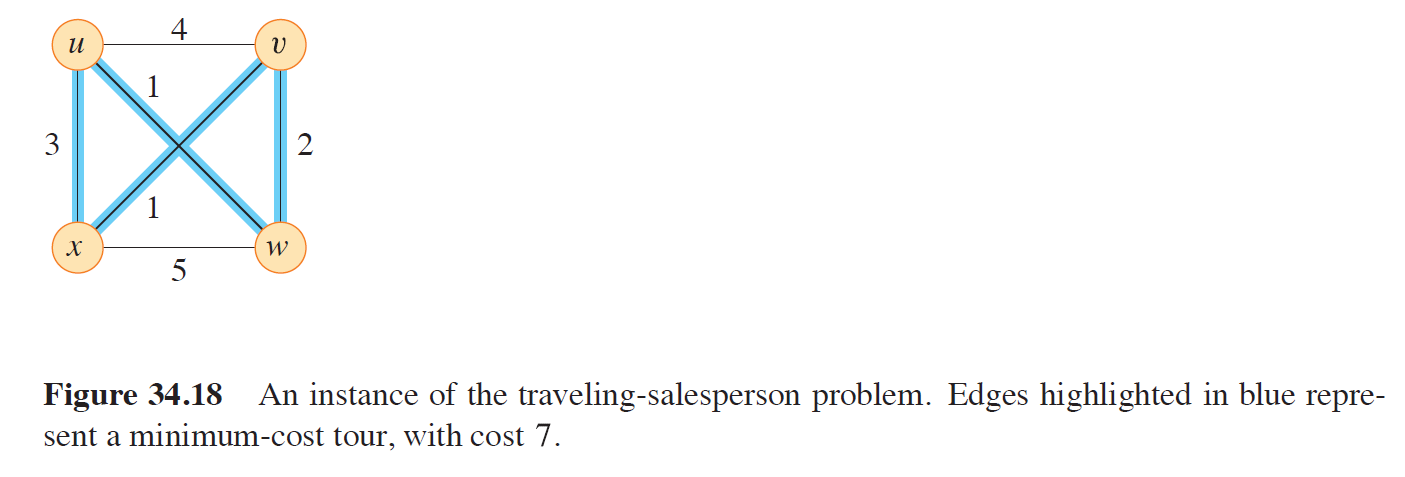 4
u v
1
3 2
1
x w
5
Figure 34.18 An instance of the traveling-salesperson problem. Edges highlighted in blue repre-
sent a minimum-cost tour, with cost 7.